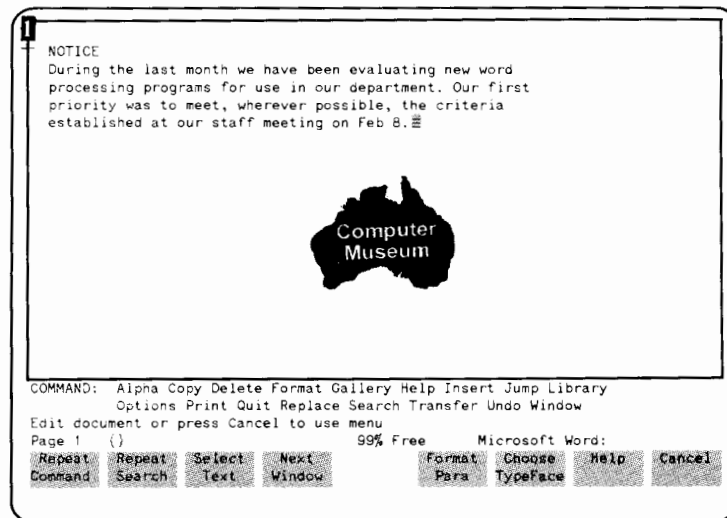 1
NOTICE
During the last month we have been evaluating new word
processing programs for use in our department. Our first
priority was to meet, wherever possible, the criteria
established at our staff meeting on Feb 8.
Computer
Museum
COMMAND: Alpha Copy Delete Format Gallery Help Insert Jump Library
Options Print Quit Replace Search Transfer Undo Window
Edit document or press Cancel to use menu
Page 1 {} 99% Free Microsoft Word:
Repeat Repeat Select Next Format Choose Help Cancel
Command Search Text Window Para TypeFace